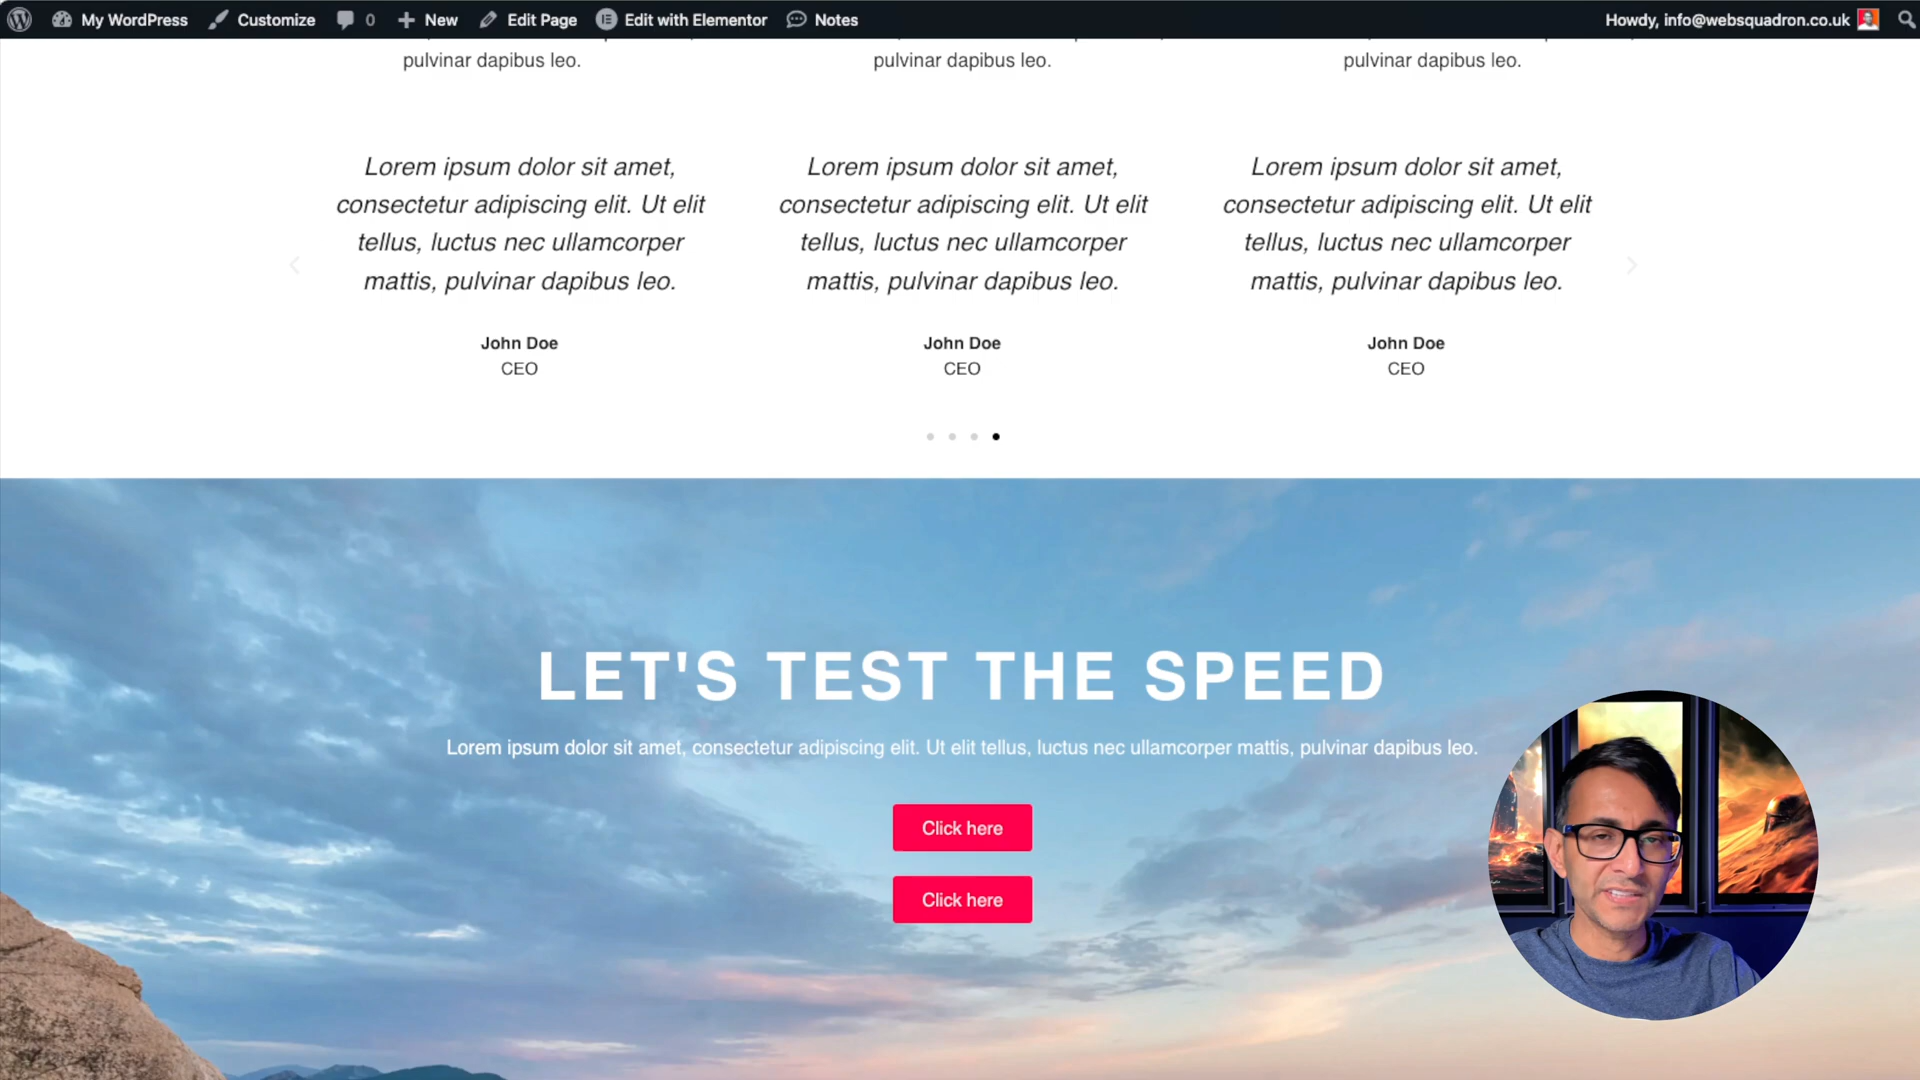 My WordPress Customize 0 New Edit Page Edit with Elementor Notes Howdy, info@websquadron.co.uk
pulvinar dapibus leo. pulvinar dapibus leo. pulvinar dapibus leo.
Lorem ipsum dolor sit amet,
consectetur adipiscing elit. Ut elit
tellus, luctus nec ullamcorper
mattis, pulvinar dapibus leo.
John Doe
CEO
Lorem ipsum dolor sit amet,
consectetur adipiscing elit. Ut elit
tellus, luctus nec ullamcorper
mattis, pulvinar dapibus leo.
John Doe
CEO
Lorem ipsum dolor sit amet,
consectetur adipiscing elit. Ut elit
tellus, luctus nec ullamcorper
mattis, pulvinar dapibus leo.
John Doe
CEO
LET'S TEST THE SPEED
Lorem ipsum dolor sit amet, consectetur adipiscing elit. Ut elit tellus, luctus nec ullamcorper mattis, pulvinar dapibus leo.
Click here
Click here